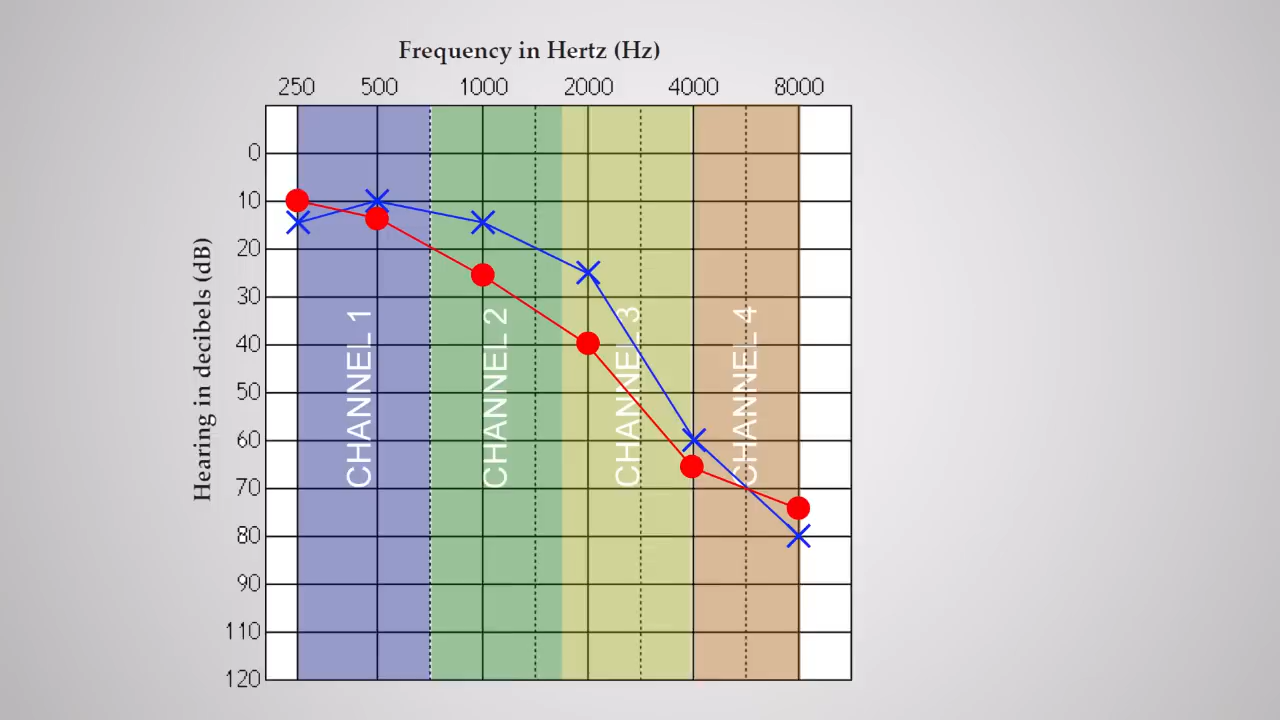 Frequency in Hertz (Hz)
250 500 1000 2000 4000 8000
Hearing in decibels (dB)
0
10
20
30
40
50
60
70
80
90
110
120
CHANNEL 1
CHANNEL 2
CHANNEL 3
CHANNEL 4